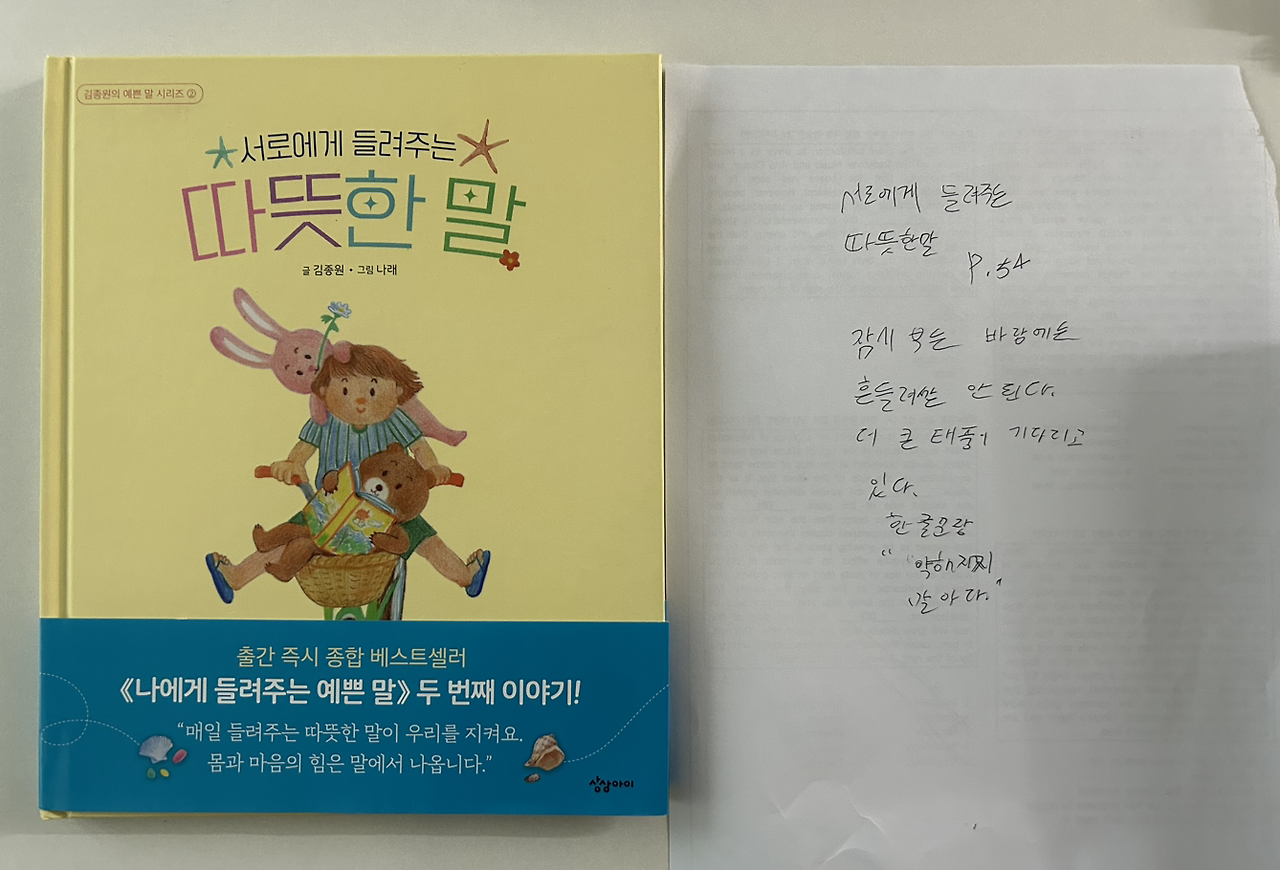 김종원의 예쁜 말 시리즈 ②
서로에게 들려주는
따뜻한 말
글 김종원 • 그림 나래
출간 즉시 종합 베스트셀러
《나에게 들려주는 예쁜 말》 두 번째 이야기!
“매일 들려주는 따뜻한 말이 우리를 지켜요.
몸과 마음의 힘은 말에서 나옵니다.”
상상아이
서로에게 들려주는
따뜻한말
P.54
잠시 부는 바람에는
흔들려선 안 된다.
더 큰 태풍이 기다리고
있다.
한글모랑
“약해지지
말아다.”